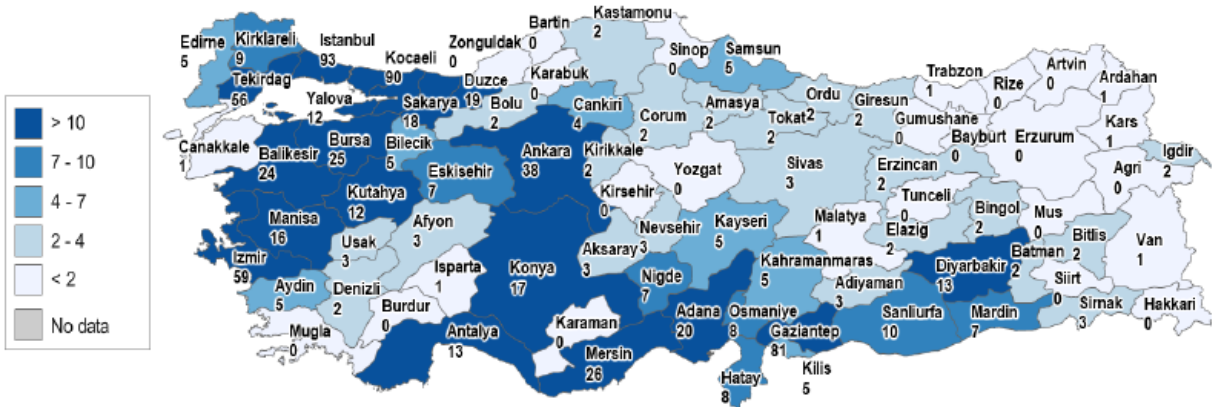 Kastamonu
2
Bartin
0
Edirne
5
Kirklareli
9
Istanbul
93
Kocaeli
90
Zonguldak
0
Sinop
0
Samsun
5
Tekirdag
56
Yalova
12
Sakarya
18
Duzce
19
Karabuk
0
Bolu
2
Cankiri
4
Corum
2
Amasya
2
Ordu
2
Tokat
2
Giresun
2
Trabzon
1
Rize
0
Artvin
0
Ardahan
1
Gumushane
0
Bayburt
0
Erzurum
0
Kars
1
Igdir
2
Agri
0
> 10
7 - 10
4 - 7
2 - 4
< 2
No data
Canakkale
1
Balikesir
24
Bursa
25
Bilecik
5
Eskisehir
7
Ankara
38
Kirikkale
2
Yozgat
0
Sivas
3
Erzincan
2
Tunceli
0
Bingol
2
Mus
0
Bitlis
2
Van
1
Kutahya
12
Manisa
16
Usak
3
Afyon
3
Kirsehir
0
Nevsehir
3
Kayseri
5
Malatya
1
Elazig
2
Diyarbakir
13
Batman
2
Siirt
0
Izmir
59
Aydin
5
Denizli
2
Isparta
1
Burdur
0
Konya
17
Aksaray
3
Nigde
7
Kahramanmaras
5
Adiyaman
3
Sanliurfa
10
Mardin
7
Sirnak
3
Hakkari
0
Mugla
0
Antalya
13
Karaman
0
Mersin
26
Adana
20
Osmaniye
8
Gaziantep
81
Kilis
5
Hatay
8